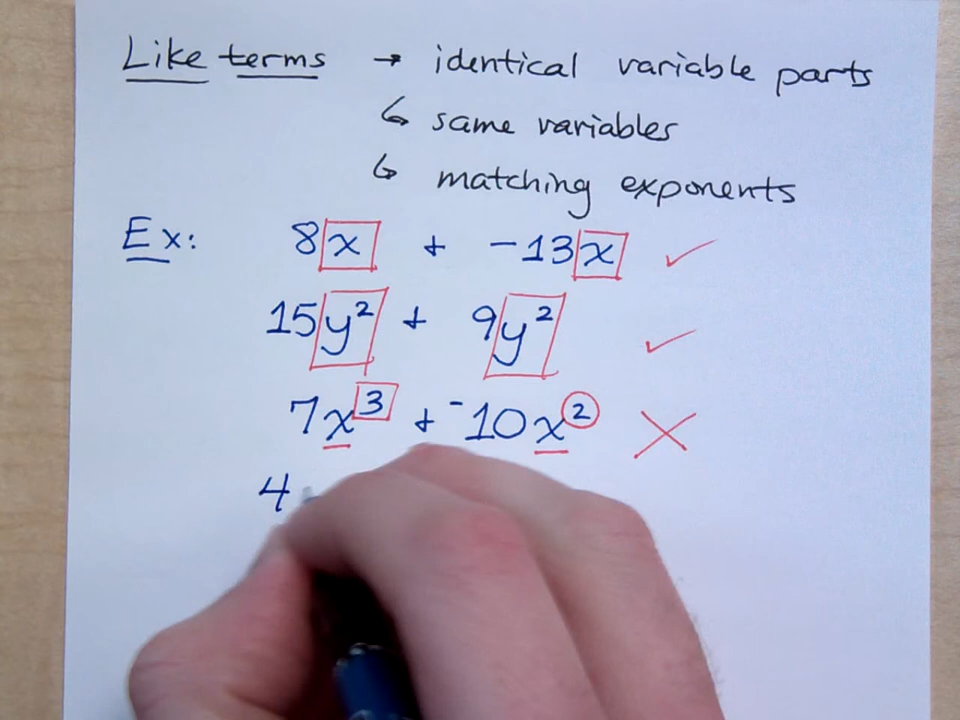 Like terms → identical variable parts
↳ same variables
↳ matching exponents
Ex: 8x + -13x ✓
15y² + 9y² ✓
7x³ + -10x² ✗
4